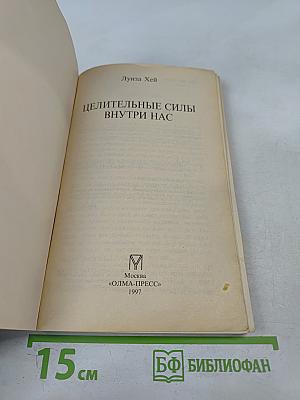 Луиза Хей
ЦЕЛИТЕЛЬНЫЕ СИЛЫ
ВНУТРИ НАС
Москва
«ОЛМА-ПРЕСС»
1997
15 см
БФ БИБЛИОФАН